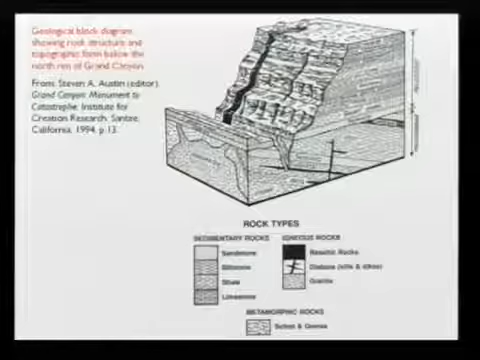 Geological block diagram
showing rock structure and
topographic form below the
north rim of Grand Canyon
From: Steven A. Austin (editor)
Grand Canyon: Monument to
Catastrophe. Institute for
Creation Research. Santee,
California, 1994, p.13.
ROCK TYPES
SEDIMENTARY ROCKS
IGNEOUS ROCKS
Sandstone
Siltstone
Shale
Limestone
Basaltic Rocks
Diabase (sills & dikes)
Granite
METAMORPHIC ROCKS
Schist & Gneiss